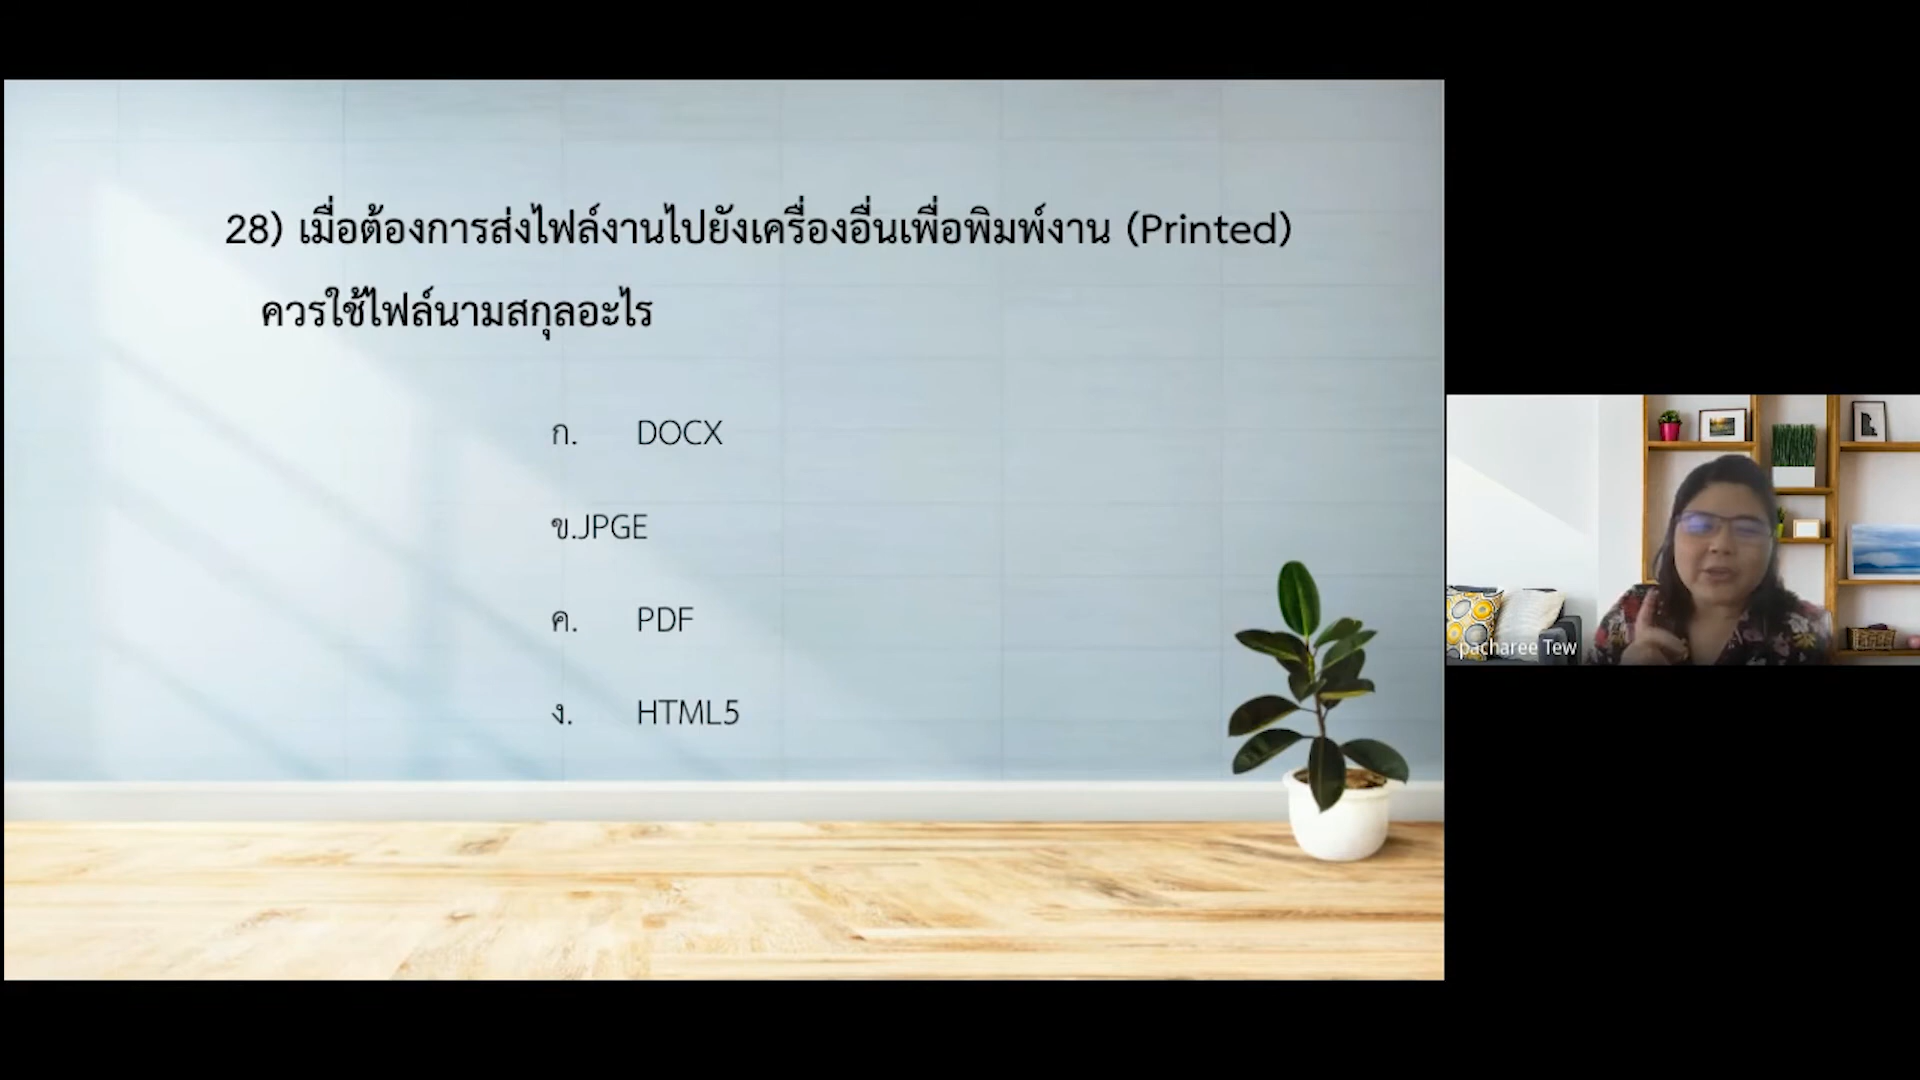 28) เมื่อต้องการส่งไฟล์งานไปยังเครื่องอื่นเพื่อพิมพ์งาน (Printed)
ควรใช้ไฟล์นามสกุลอะไร
ก. DOCX
ข.JPGE
ค. PDF
ง. HTML5
pacharee Tew